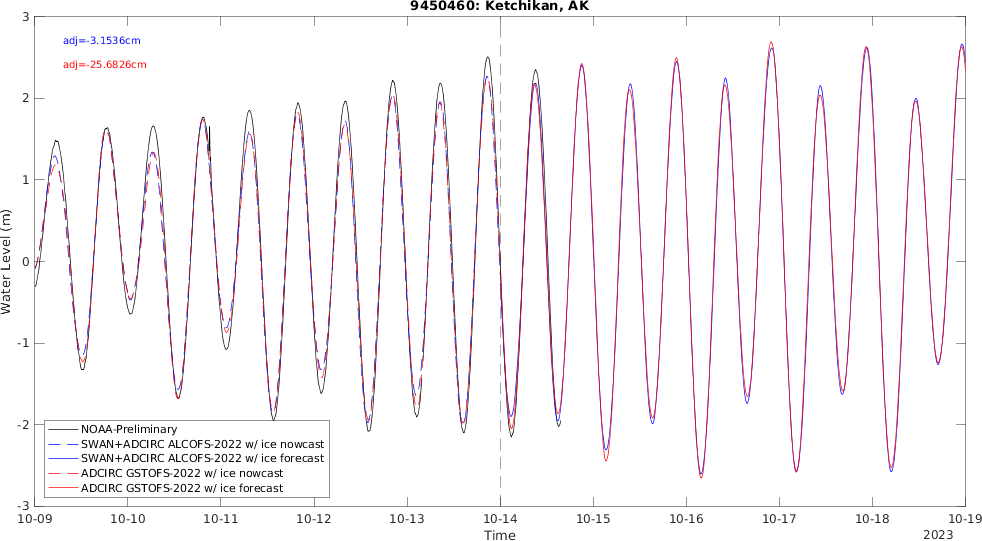 9450460: Ketchikan, AK
adj=-3.1536cm
adj=-25.6826cm
Water Level (m)
3
2
1
0
-1
-2
-3
NOAA-Preliminary
SWAN+ADCIRC ALCOFS-2022 w/ ice nowcast
SWAN+ADCIRC ALCOFS-2022 w/ ice forecast
ADCIRC GSTOFS-2022 w/ ice nowcast
ADCIRC GSTOFS-2022 w/ ice forecast
10-09 10-10 10-11 10-12 10-13 10-14 10-15 10-16 10-17 10-18 10-19
Time
2023